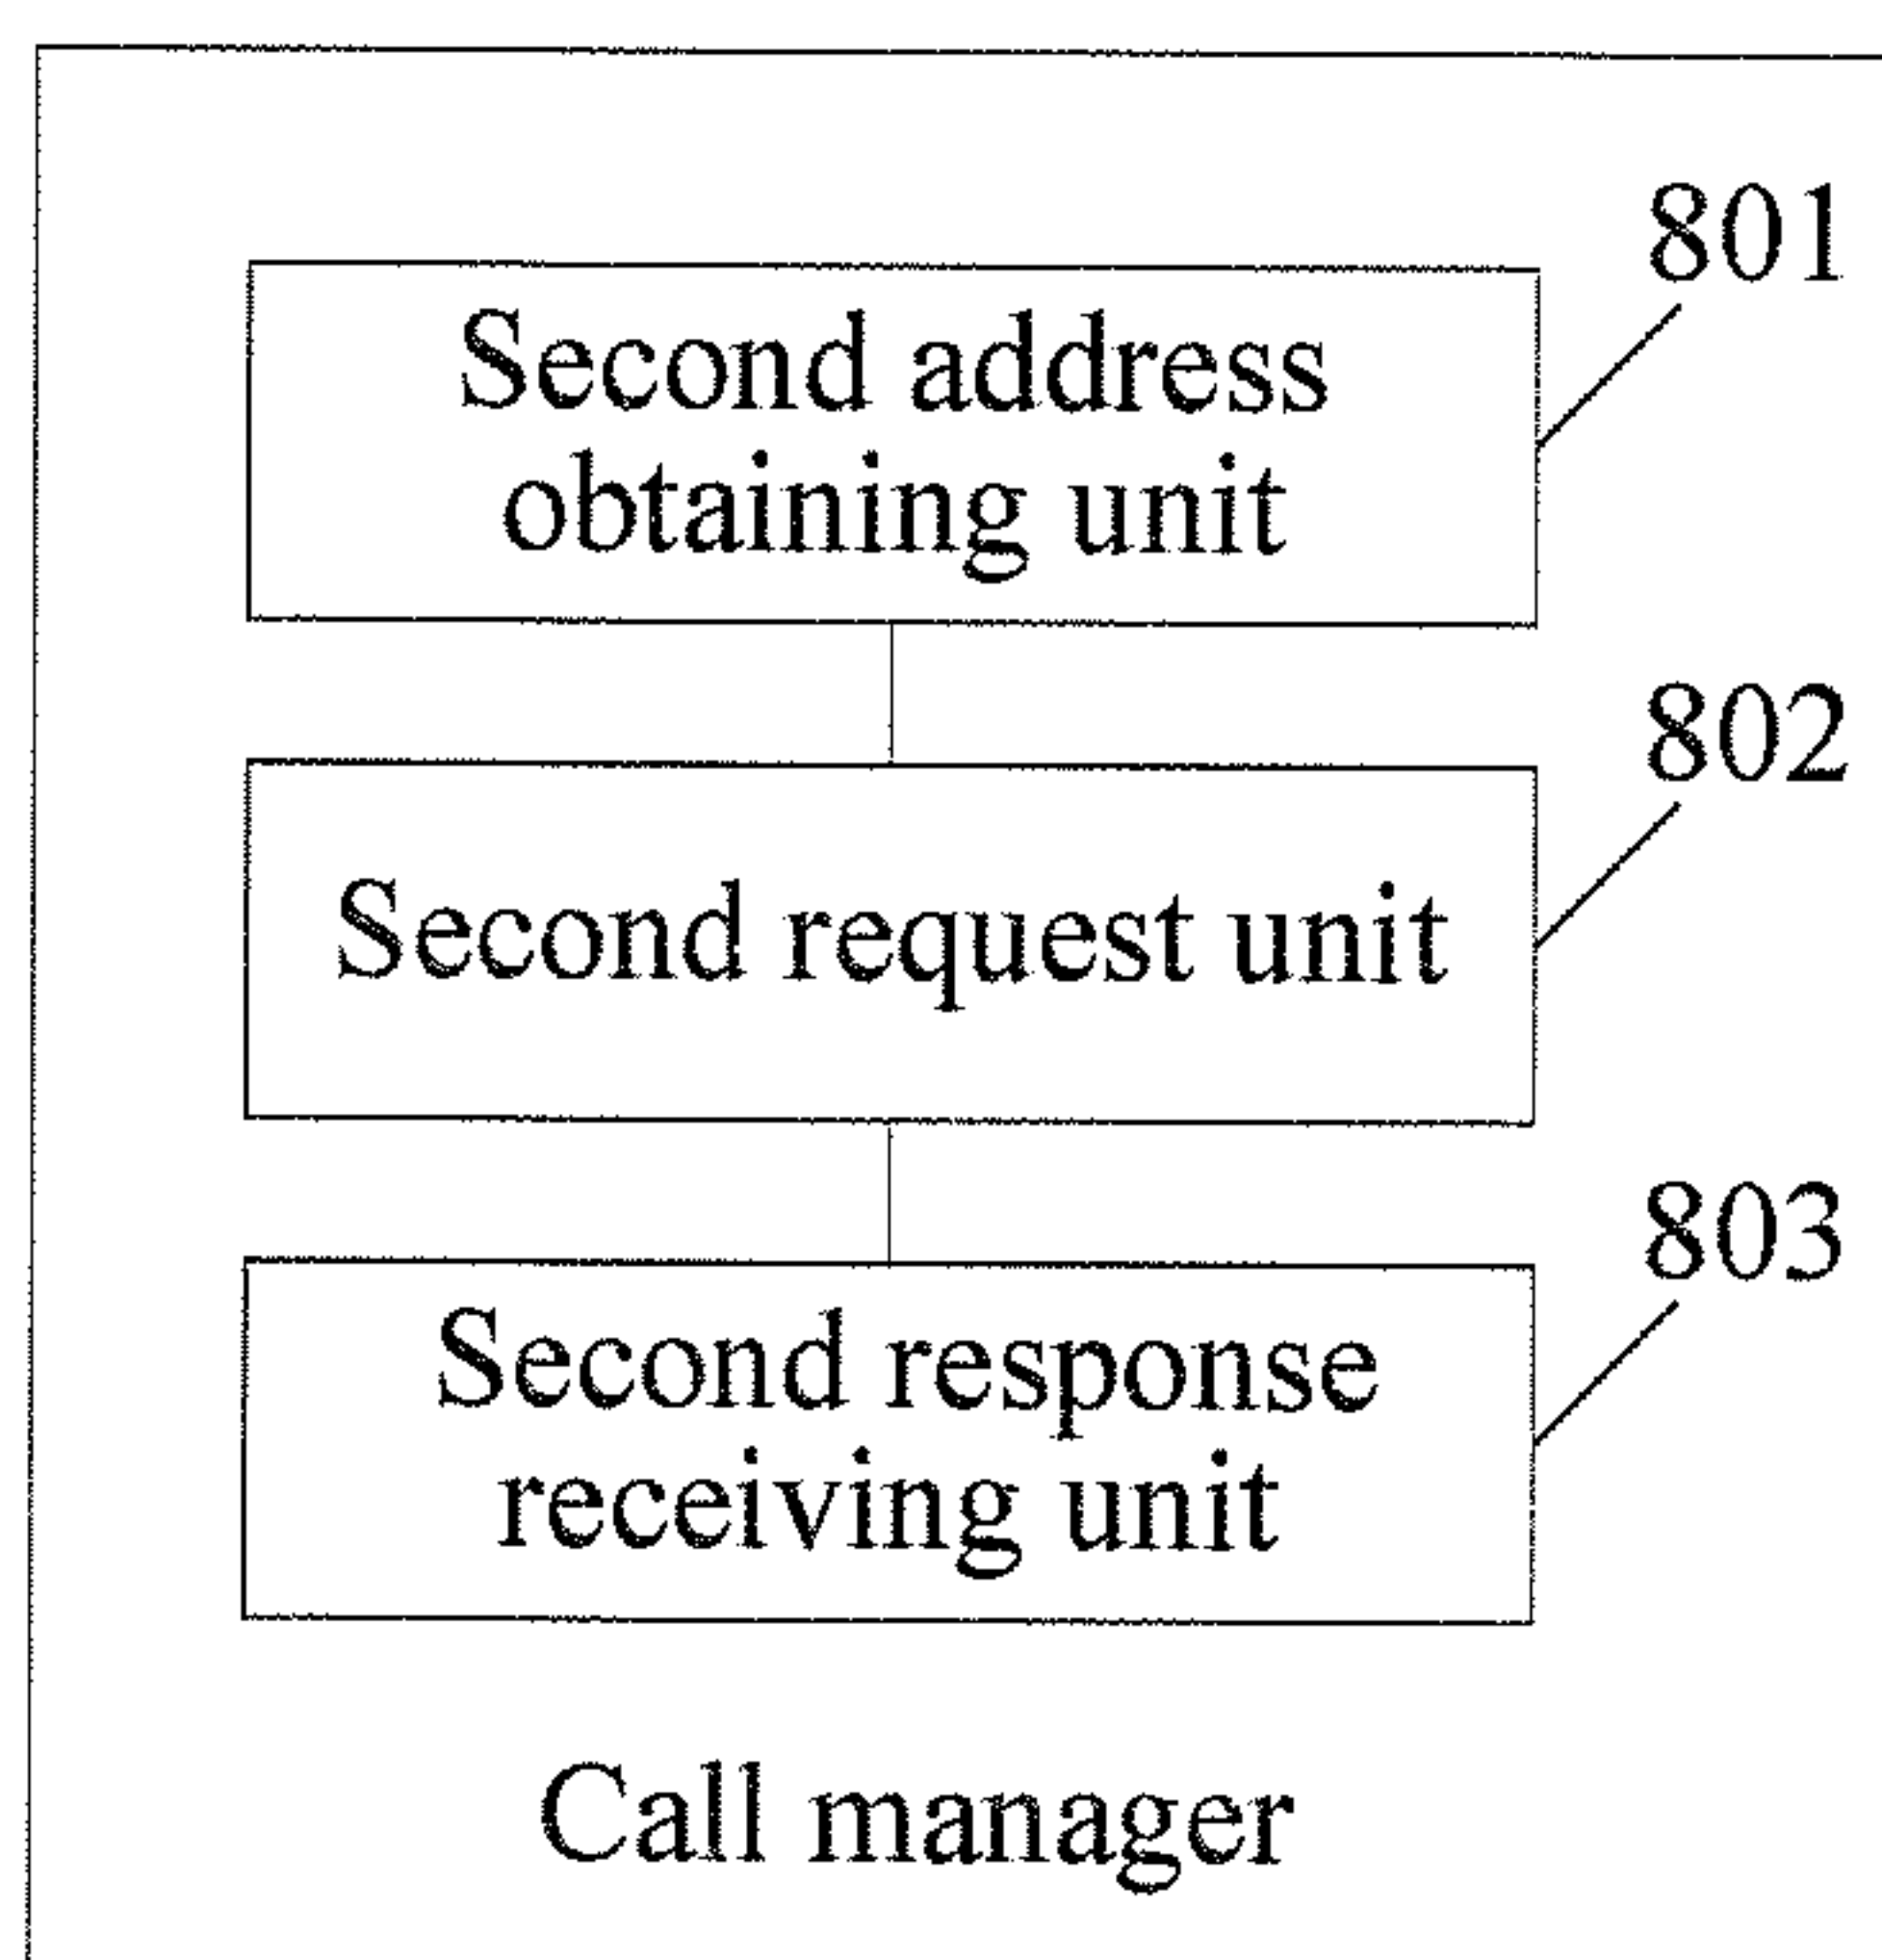 801
Second address
obtaining unit
802
Second request unit
803
Second response
receiving unit
Call manager